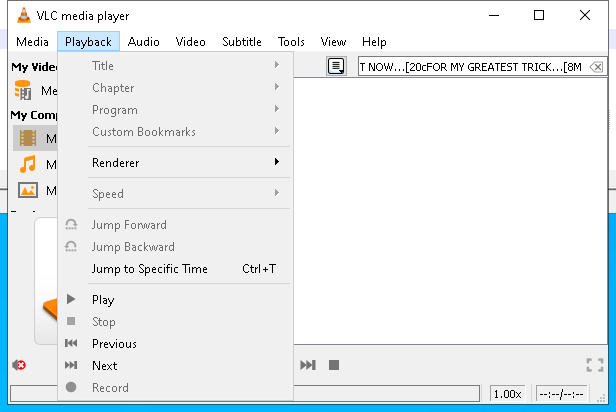 VLC media player
Media Playback Audio Video Subtitle Tools View Help
My Vide
Me
My Comp
M
M
M
T NOW...[20cFOR MY GREATEST TRICK...[8M
Title
Chapter
Program
Custom Bookmarks
Renderer
Speed
Jump Forward
Jump Backward
Jump to Specific Time Ctrl+T
Play
Stop
Previous
Next
Record
1.00x --:--/--:--